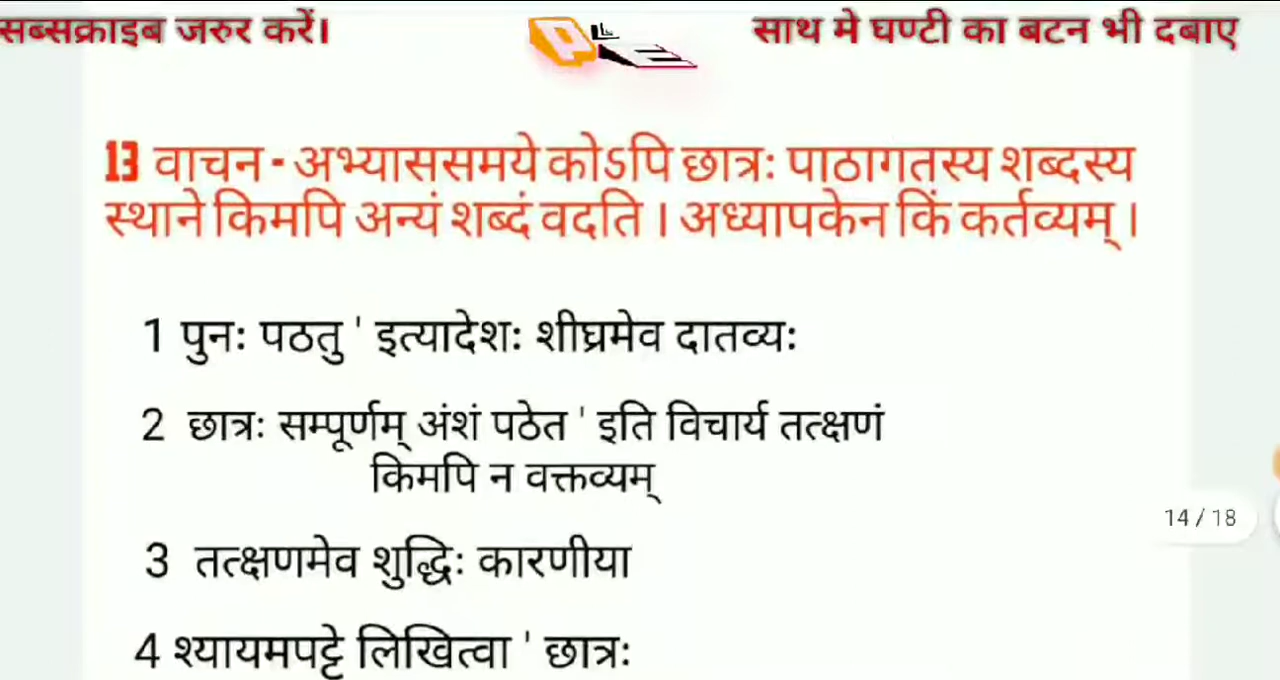 सब्सक्राइब जरुर करें। साथ मे घण्टी का बटन भी दबाए
13 वाचन - अभ्याससमये कोऽपि छात्रः पाठागतस्य शब्दस्य
स्थाने किमपि अन्यं शब्दं वदति । अध्यापकेन किं कर्तव्यम् ।
1 पुनः पठतु ' इत्यादेशः शीघ्रमेव दातव्यः
2 छात्रः सम्पूर्णम् अंशं पठेत ' इति विचार्य तत्क्षणं
किमपि न वक्तव्यम्
14 / 18
3 तत्क्षणमेव शुद्धिः कारणीया
4 श्यायमपट्टे लिखित्वा ' छात्रः